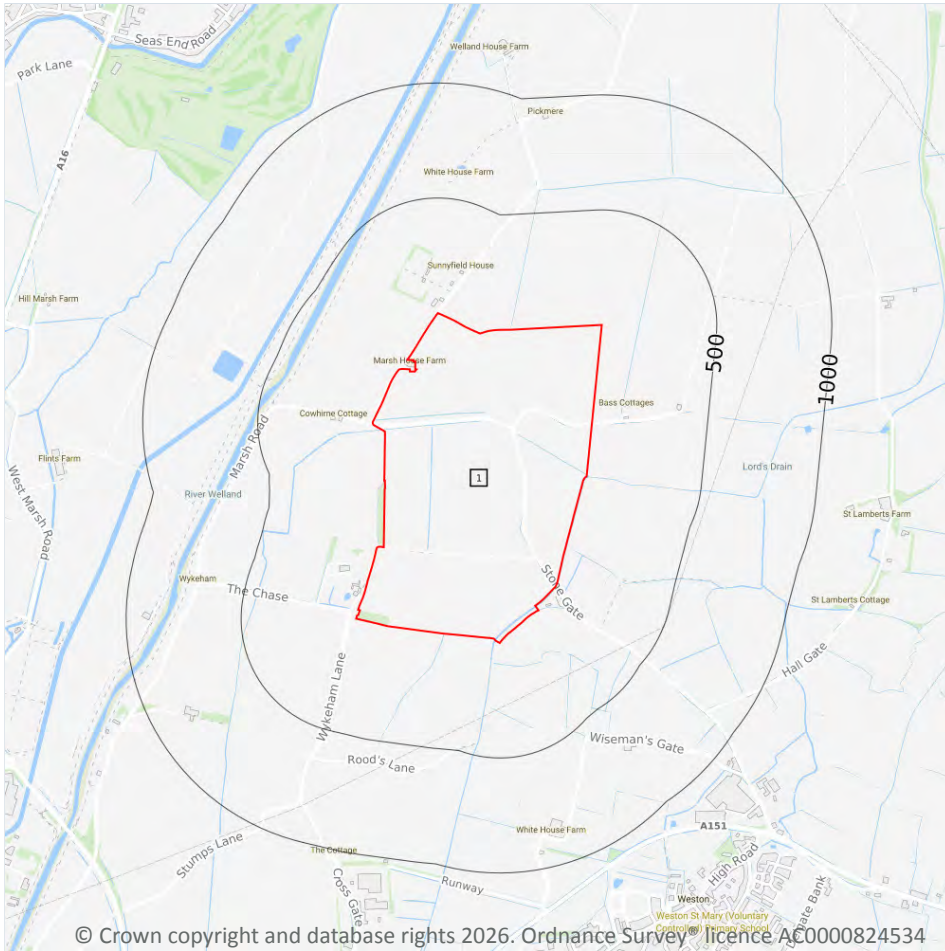 Seas End Road
Welland House Farm
Park Lane
Pickmere
A16
White House Farm
Sunnyfield House
Hill Marsh Farm
500
Marsh House Farm
1000
Bass Cottages
Cowhirne Cottage
Marsh Road
Flints Farm
Lord's Drain
1
West Marsh Road
River Welland
St Lamberts Farm
Wykeham
The Chase
Stone Gate
St Lamberts Cottage
Hall Gate
Wykeham Lane
Wiseman's Gate
Rood's Lane
Stumps Lane
White House Farm
A151
The Cottage
High Road
Cross Gate
Runway
Weston
Weston St Mary (Voluntary
Controlled) Primary School
gate Bank
© Crown copyright and database rights 2026. Ordnance Survey® licence AC0000824534